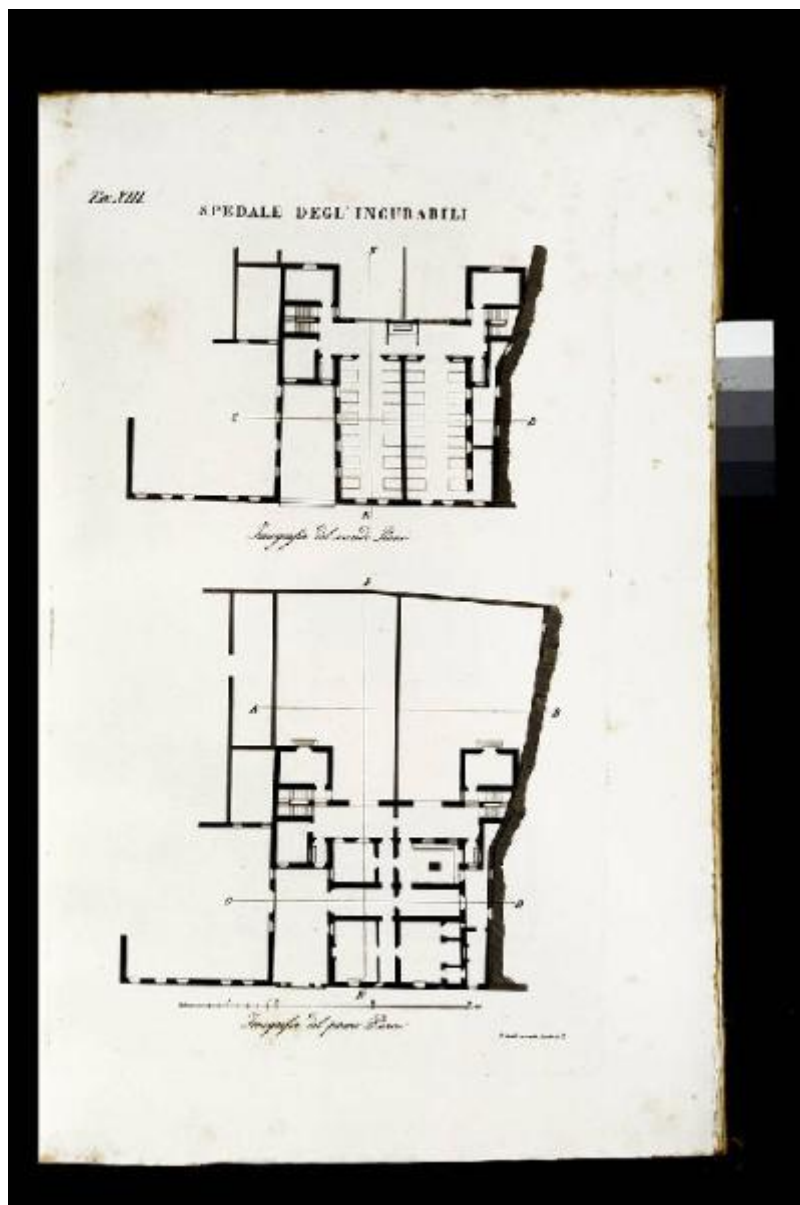 Tav. XIII.
SPEDALE DEGL' INCURABILI
C
Icnografia del secondo Piano
A B
C D
Icnografia del primo Piano